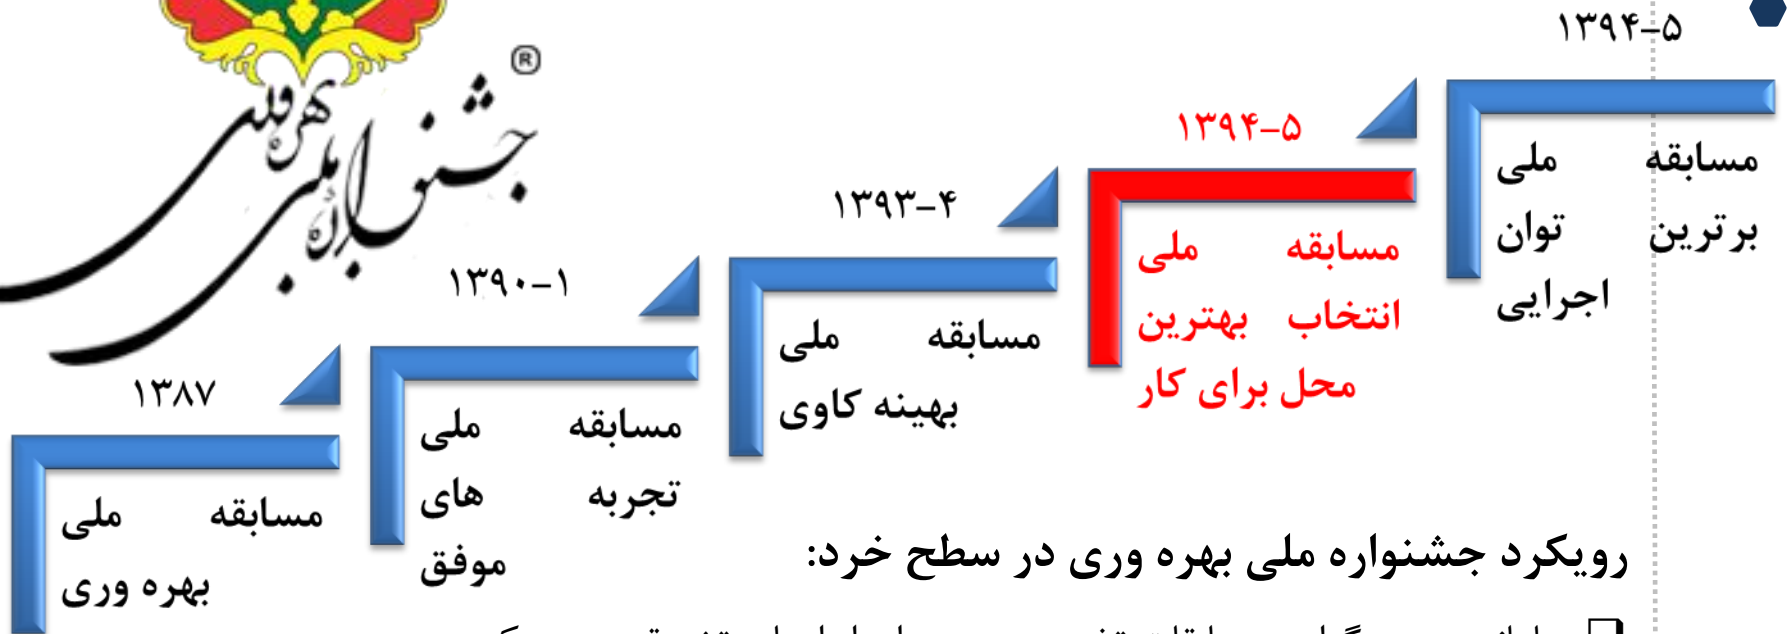 جشنواره ملی بهره وری
®
۱۳۹۴-۵
مسابقه ملی
برترین توان
اجرایی
۱۳۹۴-۵
مسابقه ملی
انتخاب بهترین
محل برای کار
۱۳۹۳-۴
مسابقه ملی
بهینه کاوی
۱۳۹۰-۱
مسابقه ملی
تجربه های
موفق
۱۳۸۷
مسابقه ملی
بهره وری
رویکرد جشنواره ملی بهره وری در سطح خرد: